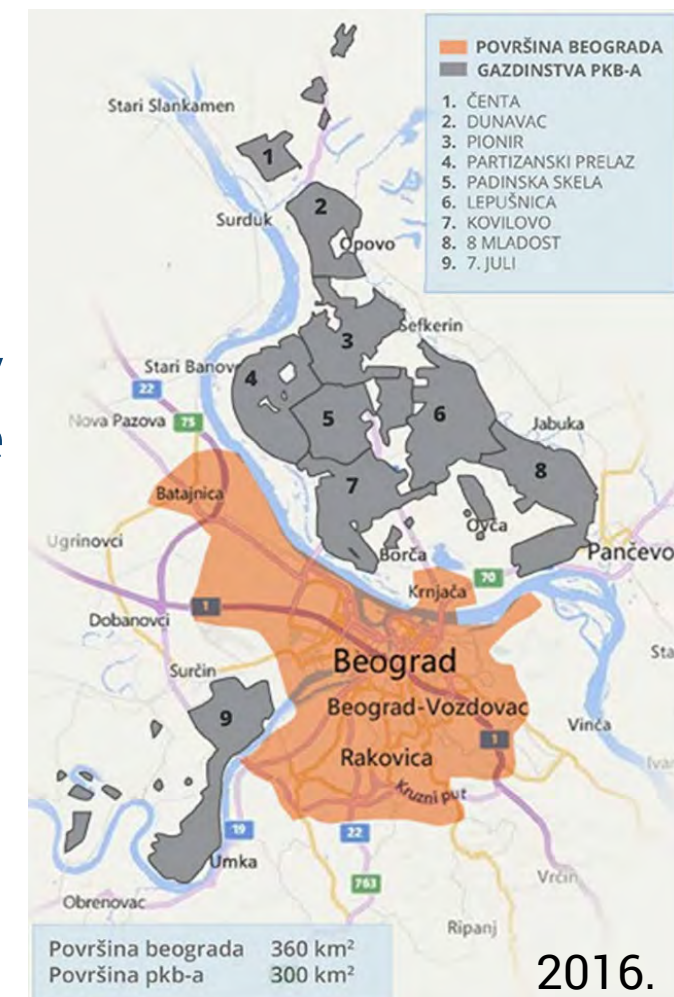 POVRŠINA BEOGRADA
GAZDINSTVA PKB-A
1. ČENTA
2. DUNAVAC
3. PIONIR
4. PARTIZANSKI PRELAZ
5. PADINSKA SKELA
6. LEPUŠNICA
7. KOVILOVO
8. 8 MLADOST
9. 7. JULI
Stari Slankamen
1
2
Surduk
Opovo
3
Sefkerin
Stari Banov
4
22
75
Nova Pazova
5
6
Jabuka
7
8
Batajnica
Ovča
Ugrinovci
Borča
Pančevo
70
Krnjača
1
Dobanovci
Beograd
Sta
Surčin
Beograd-Vozdovac
9
Vinča
1
Rakovica
Ivan
Kruzni put
19
22
Umka
763
Vrčin
Obrenovac
Ripanj
Površina beograda 360 km²
Površina pkb-a 300 km²
2016.